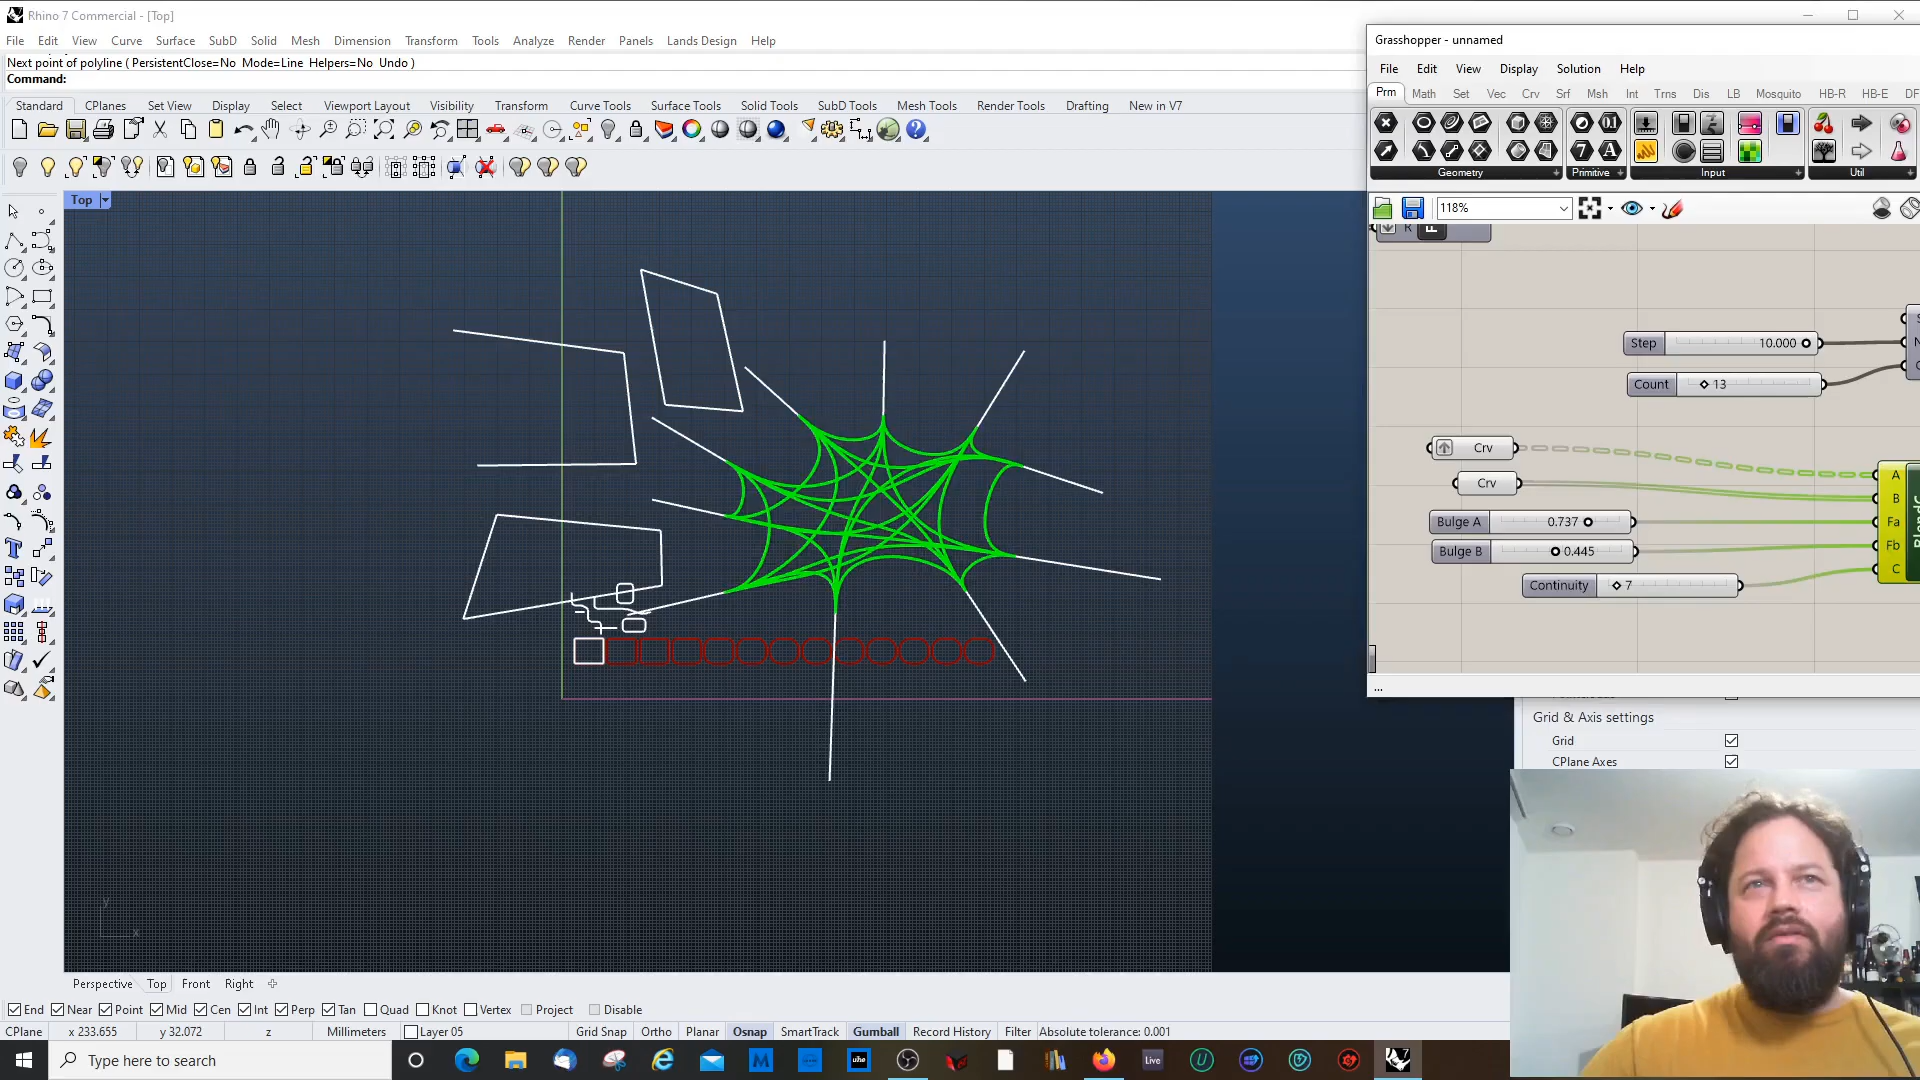 Rhino 7 Commercial - [Top]
File Edit View Curve Surface SubD Solid Mesh Dimension Transform Tools Analyze Render Panels Lands Design Help
Next point of polyline ( PersistentClose=No Mode=Line Helpers=No Undo )
Command:
Standard CPlanes Set View Display Select Viewport Layout Visibility Transform Curve Tools Surface Tools Solid Tools SubD Tools Mesh Tools Render Tools Drafting New in V7
Top
y
x
Grasshopper - unnamed
File Edit View Display Solution Help
Prm Math Set Vec Crv Srf Msh Int Trns Dis LB Mosquito HB-R HB-E DF
Geometry Primitive Input Util
118%
R
Step 10.000
Count 13
Crv
Crv
Bulge A 0.737
Bulge B 0.445
Continuity 7
A
B
Fa
Fb
C
...
Grid & Axis settings
Grid
CPlane Axes
Perspective Top Front Right
End Near Point Mid Cen Int Perp Tan Quad Knot Vertex Project Disable
CPlane x 233.655 y 32.072 z Millimeters Layer 05 Grid Snap Ortho Planar Osnap SmartTrack Gumball Record History Filter Absolute tolerance: 0.001
Type here to search
uhe
Live